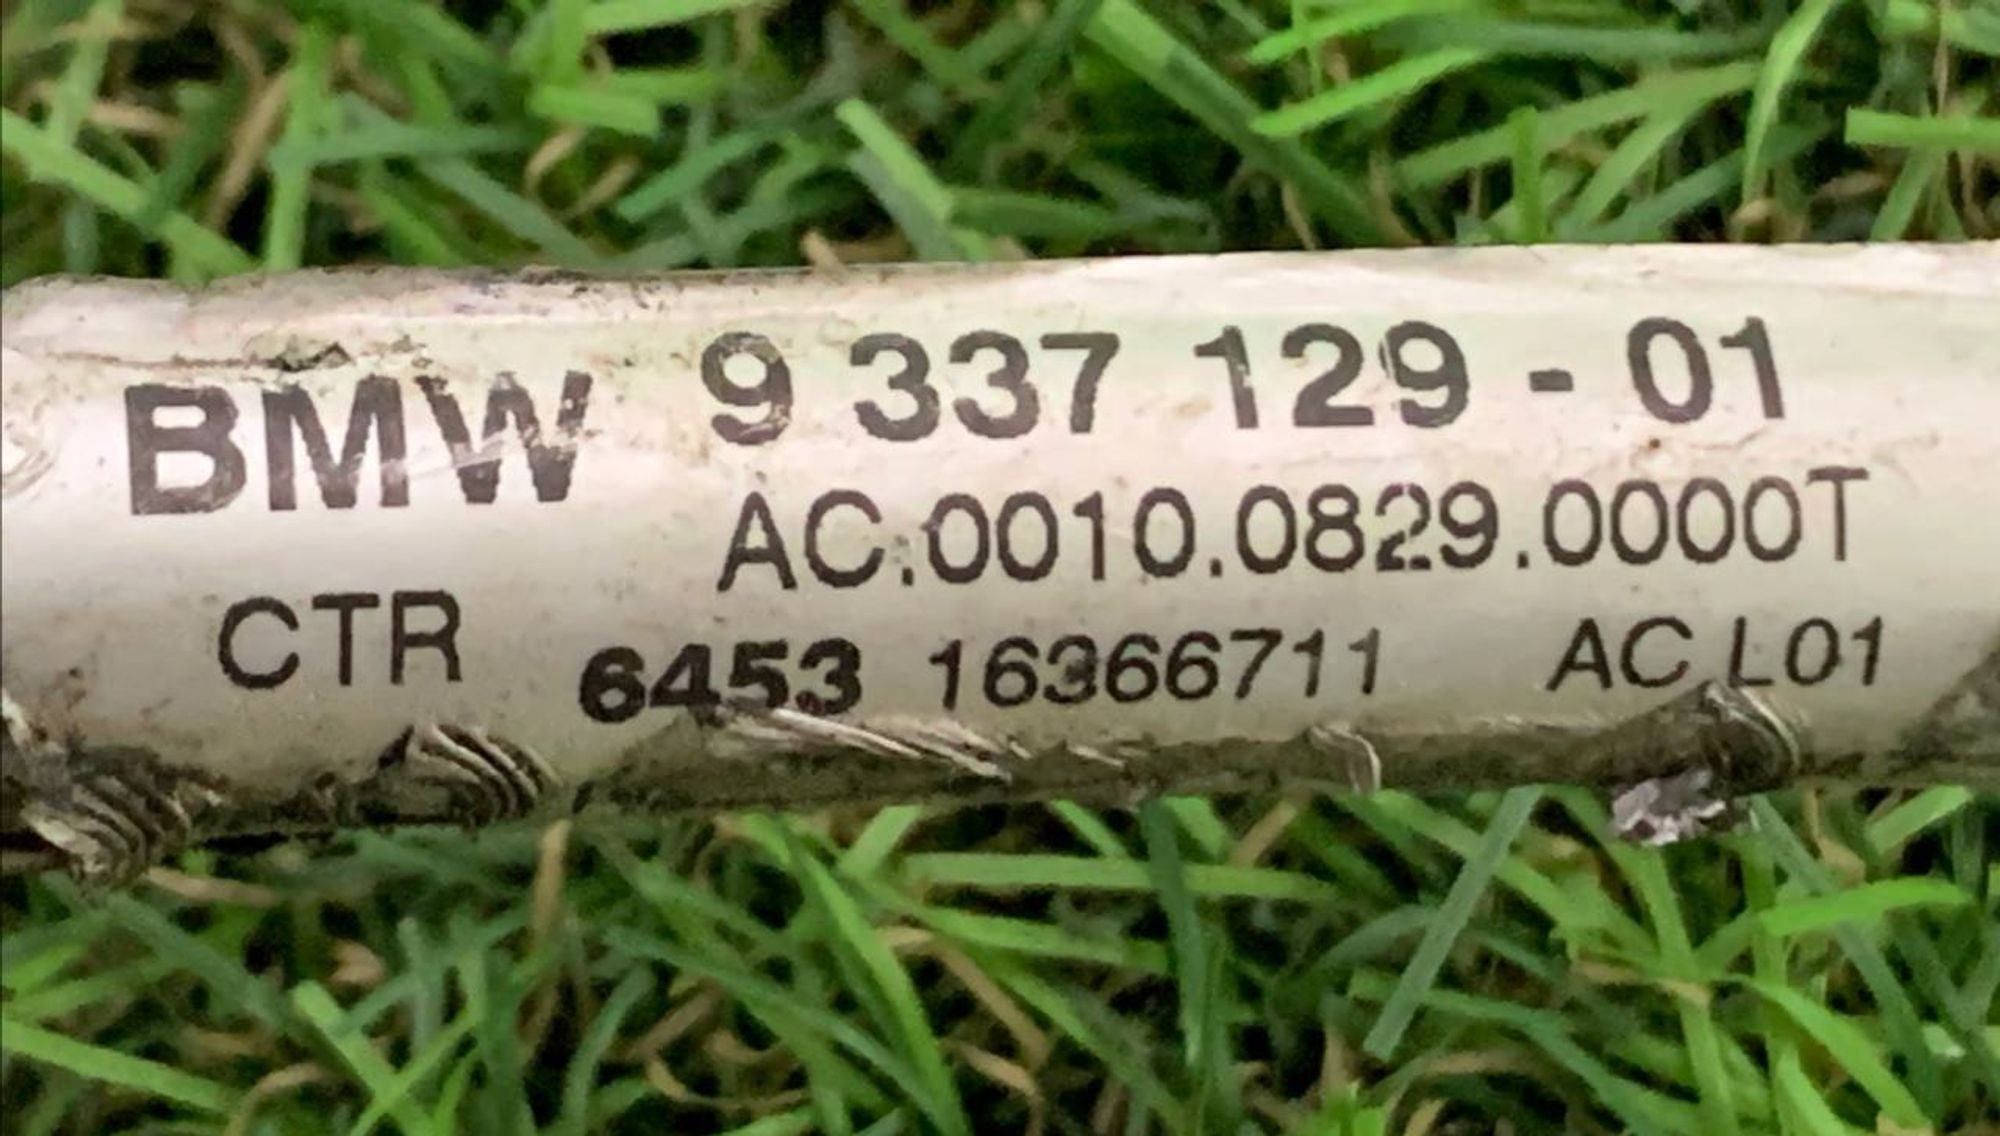 BMW 9 337 129 - 01
AC.0010.0829.0000T
CTR 6453 16366711 AC L01